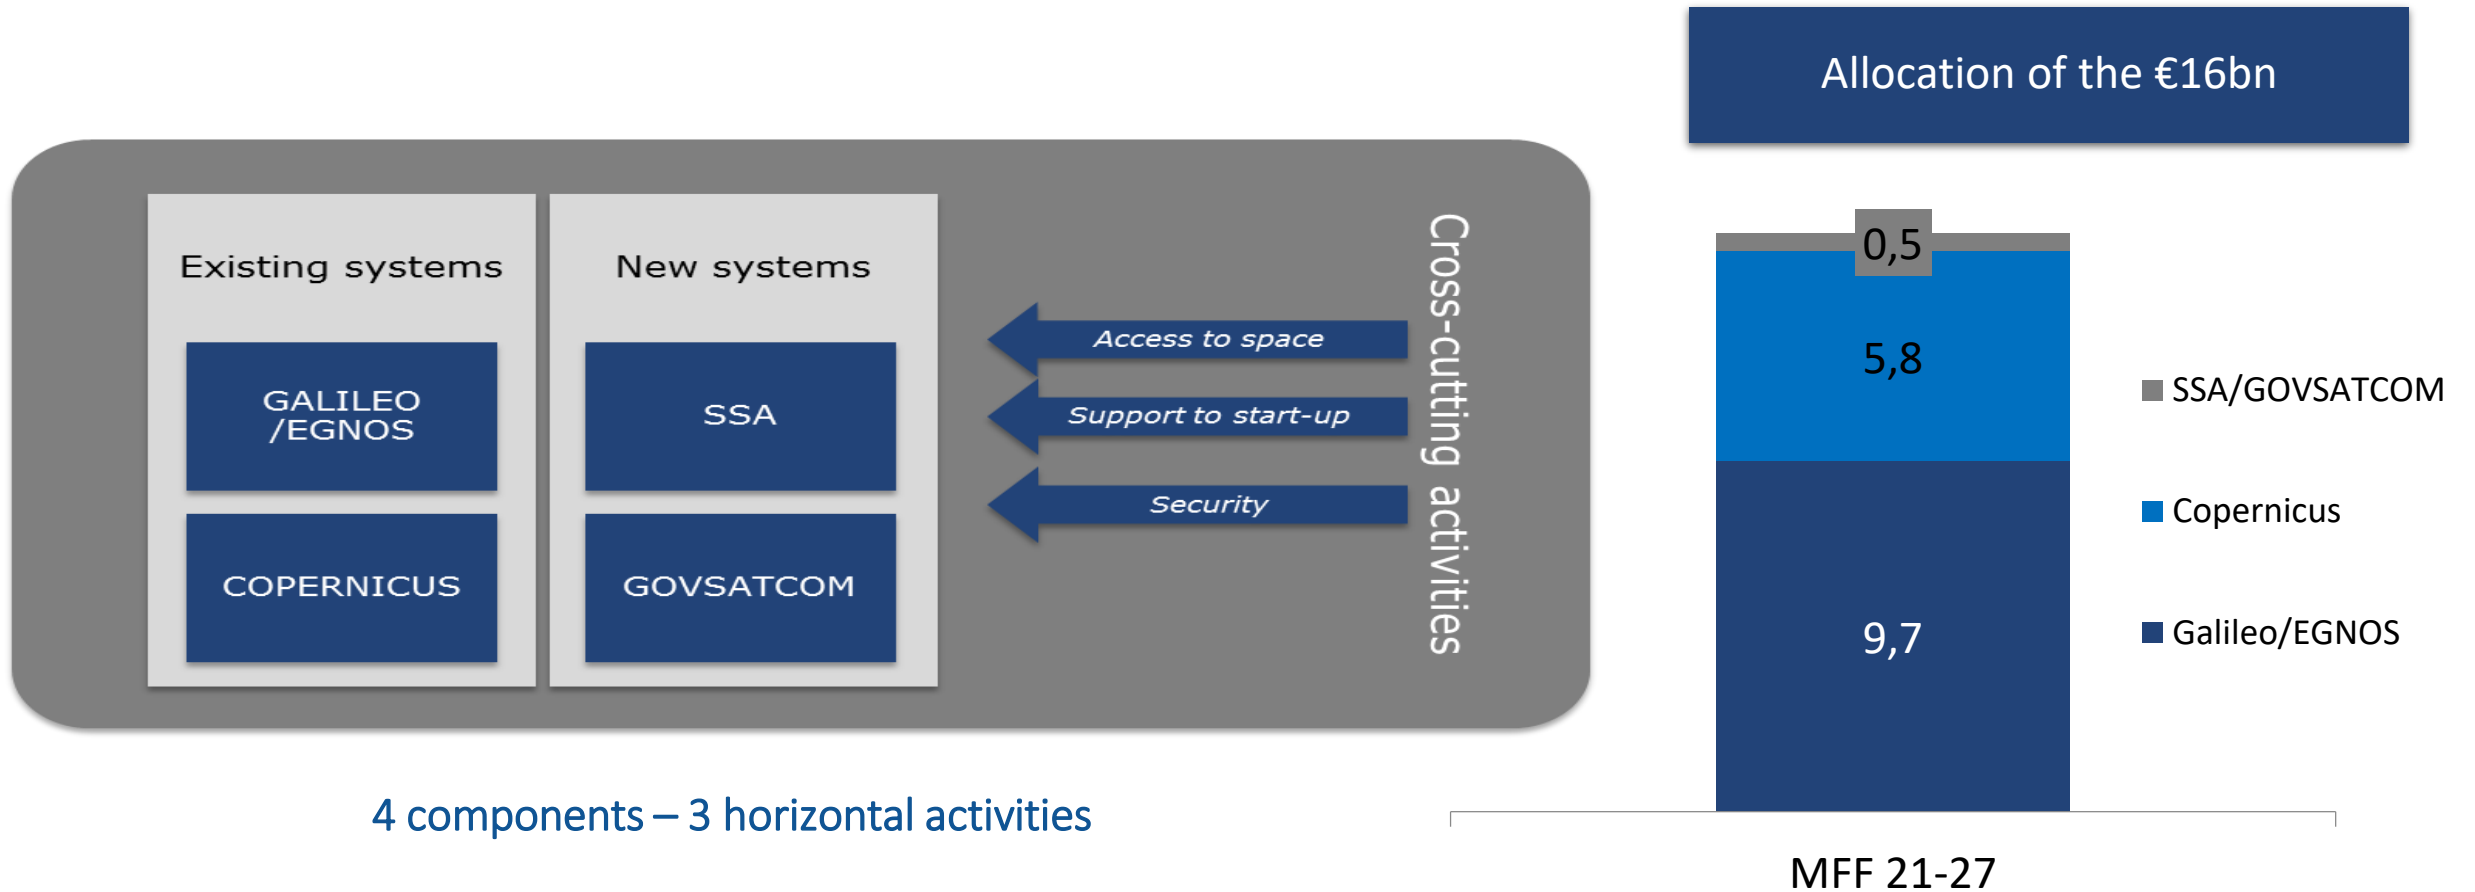 Allocation of the €16bn
Existing systems
GALILEO
/EGNOS
COPERNICUS
New systems
SSA
GOVSATCOM
Access to space
Support to start-up
Security
Cross-cutting activities
4 components – 3 horizontal activities
0,5
5,8
9,7
MFF 21-27
SSA/GOVSATCOM
Copernicus
Galileo/EGNOS